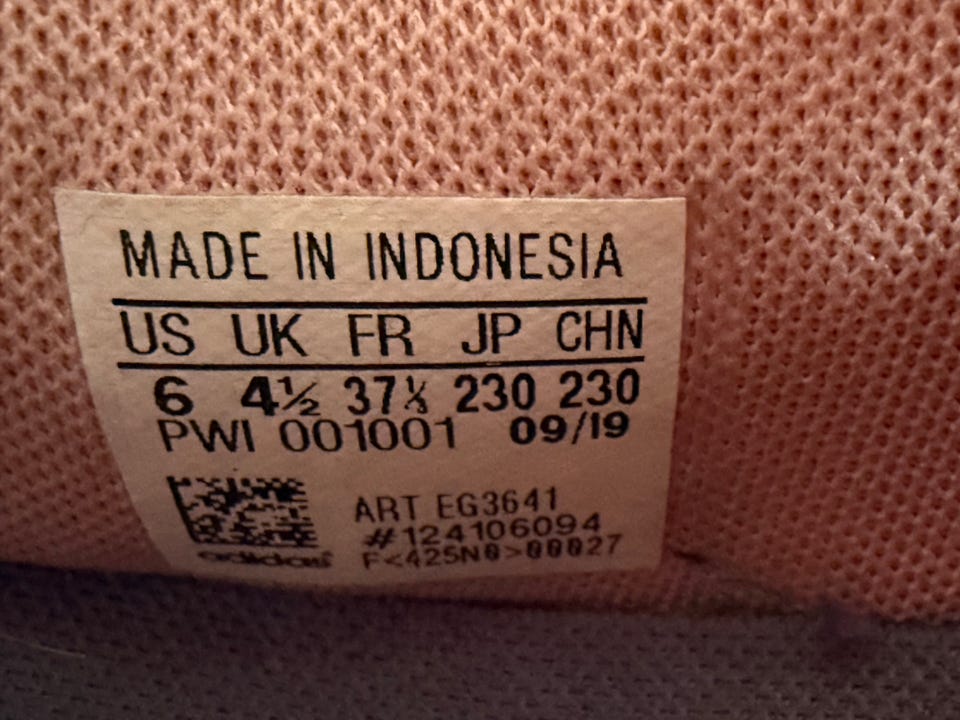 MADE IN INDONESIA
US UK FR JP CHN
6 4½ 37⅓ 230 230
PWI 001001 09/19
ART EG3641
#124106094
adidas F<425N0>00027